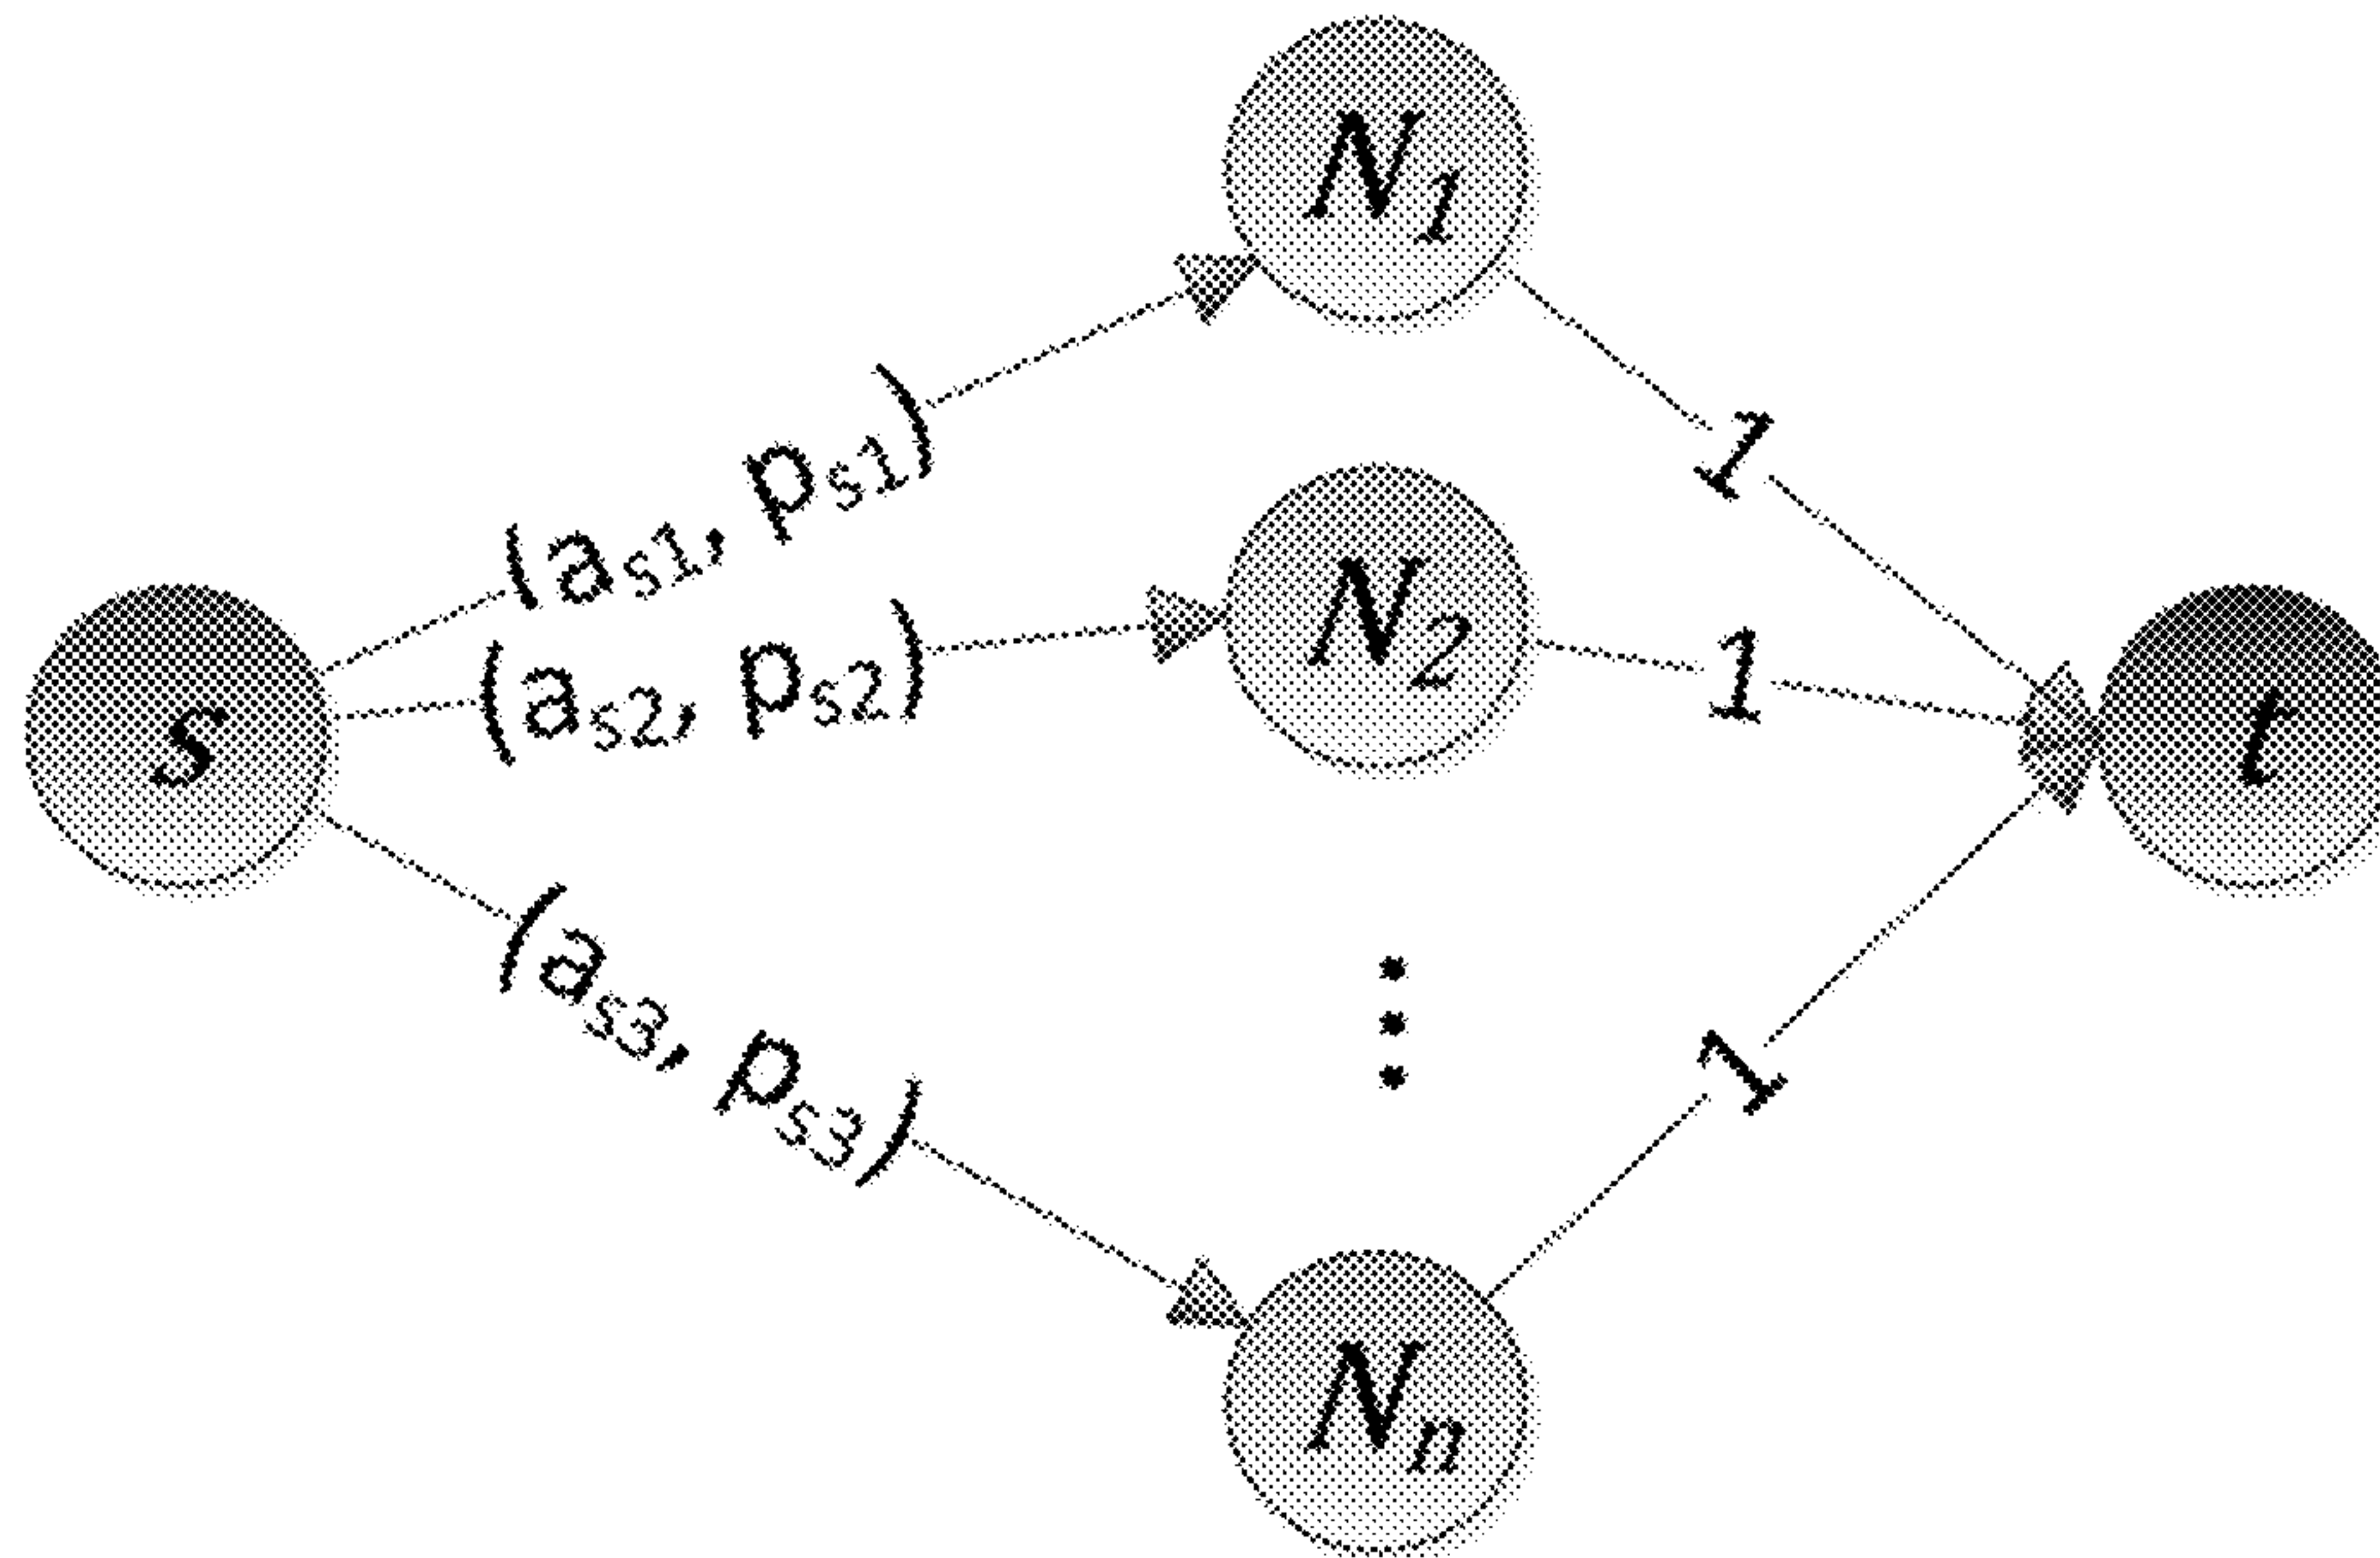 N1
(as1, ps1)
1
N2
(as2, ps2)
1
s
t
(as3, ps3)
1
Nn